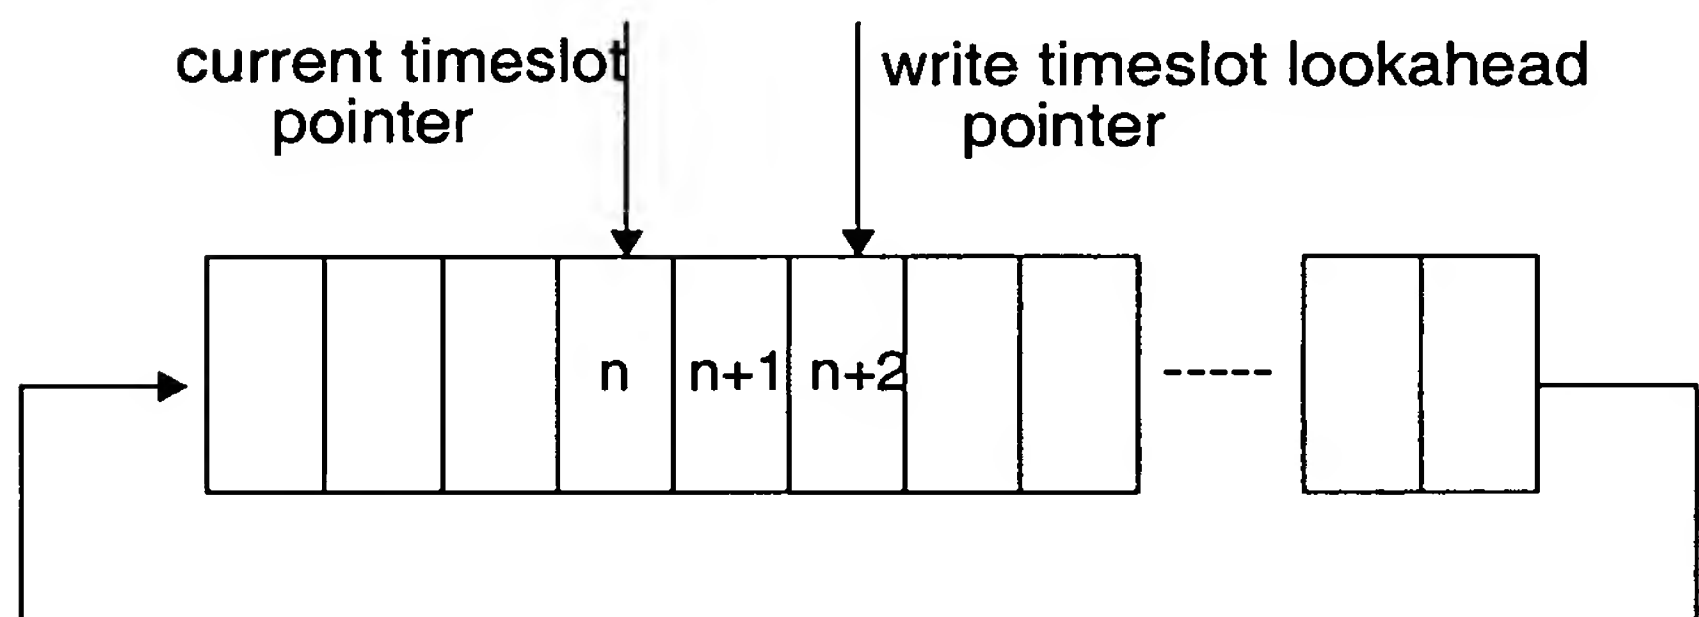 current timeslot
pointer
write timeslot lookahead
pointer
n n+1 n+2